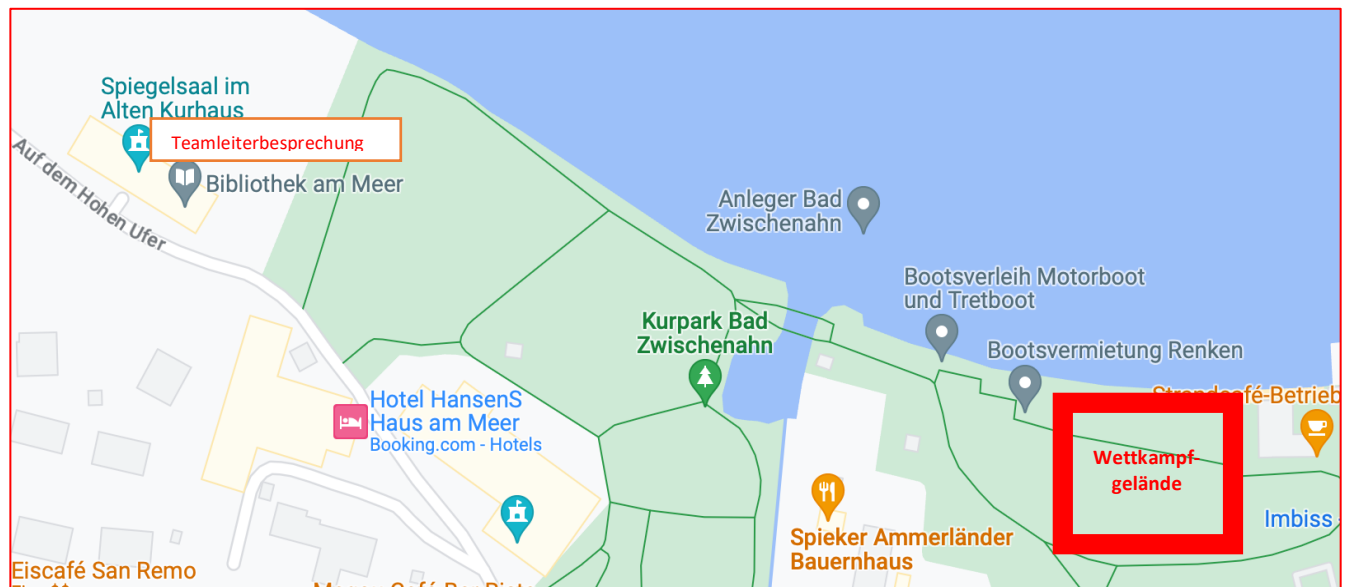 Spiegelsaal im
Alten Kurhaus
Teamleiterbesprechung
Bibliothek am Meer
Auf dem Hohen Ufer
Anleger Bad
Zwischenahn
Bootsverleih Motorboot
und Tretboot
Kurpark Bad
Zwischenahn
Bootsvermietung Renken
Strandcafé-Betrieb
Hotel HansenS
Haus am Meer
Booking.com - Hotels
Wettkampf-
gelände
Imbiss
Spieker Ammerländer
Bauernhaus
Eiscafé San Remo